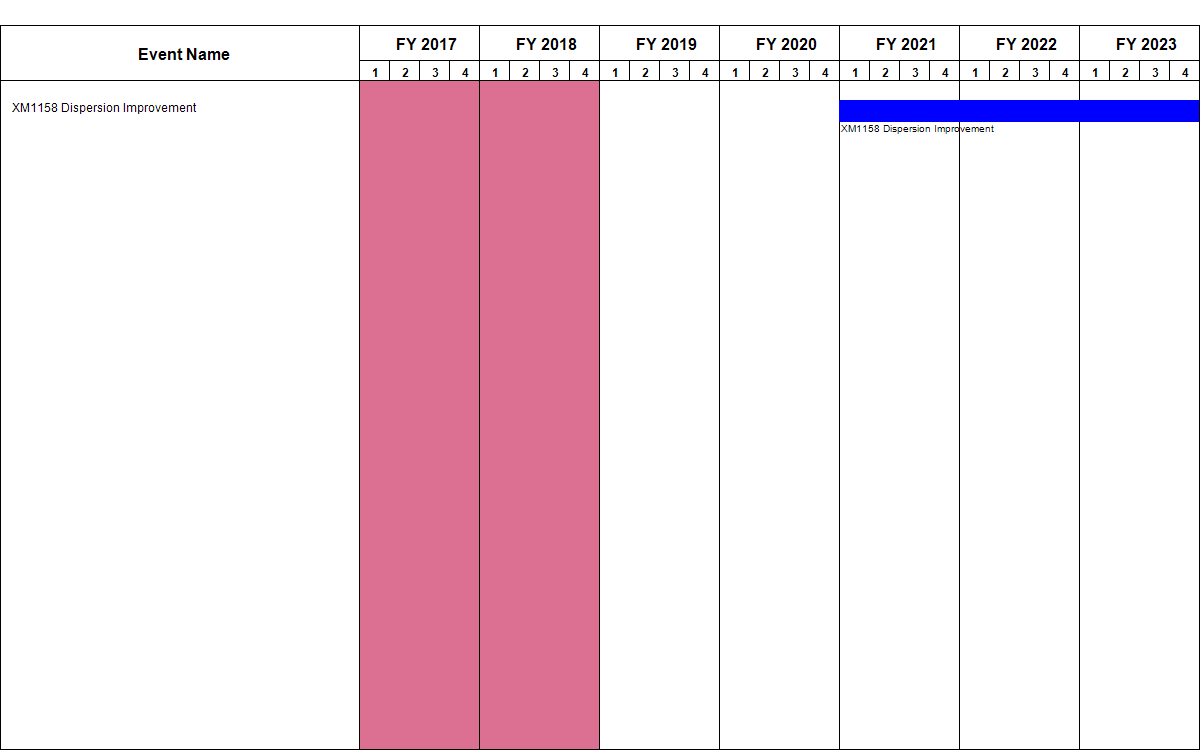 Event Name
FY 2017 FY 2018 FY 2019 FY 2020 FY 2021 FY 2022 FY 2023
1 2 3 4 1 2 3 4 1 2 3 4 1 2 3 4 1 2 3 4 1 2 3 4 1 2 3 4
XM1158 Dispersion Improvement
XM1158 Dispersion Improvement